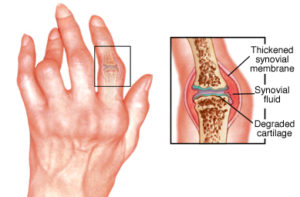 Thickened
synovial
membrane
Synovial
fluid
Degraded
cartilage